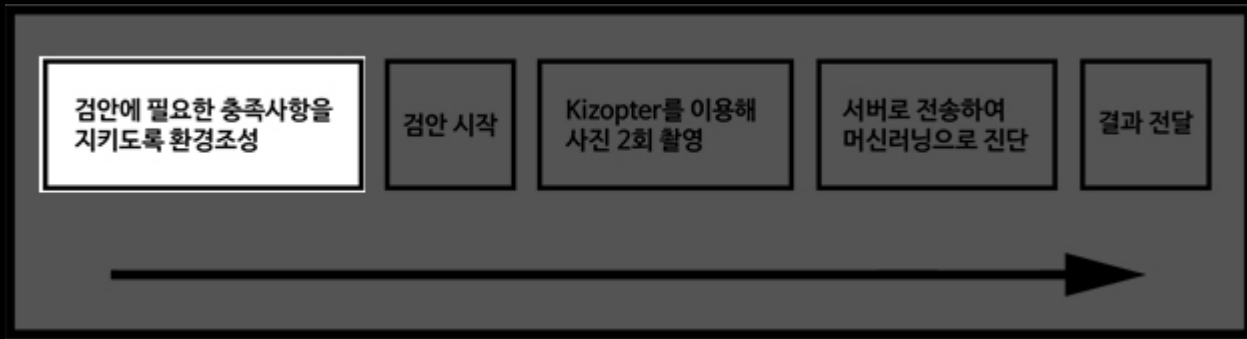 검안에 필요한 충족사항을
지키도록 환경조성
검안 시작
Kizopter를 이용해
사진 2회 촬영
서버로 전송하여
머신러닝으로 진단
결과 전달